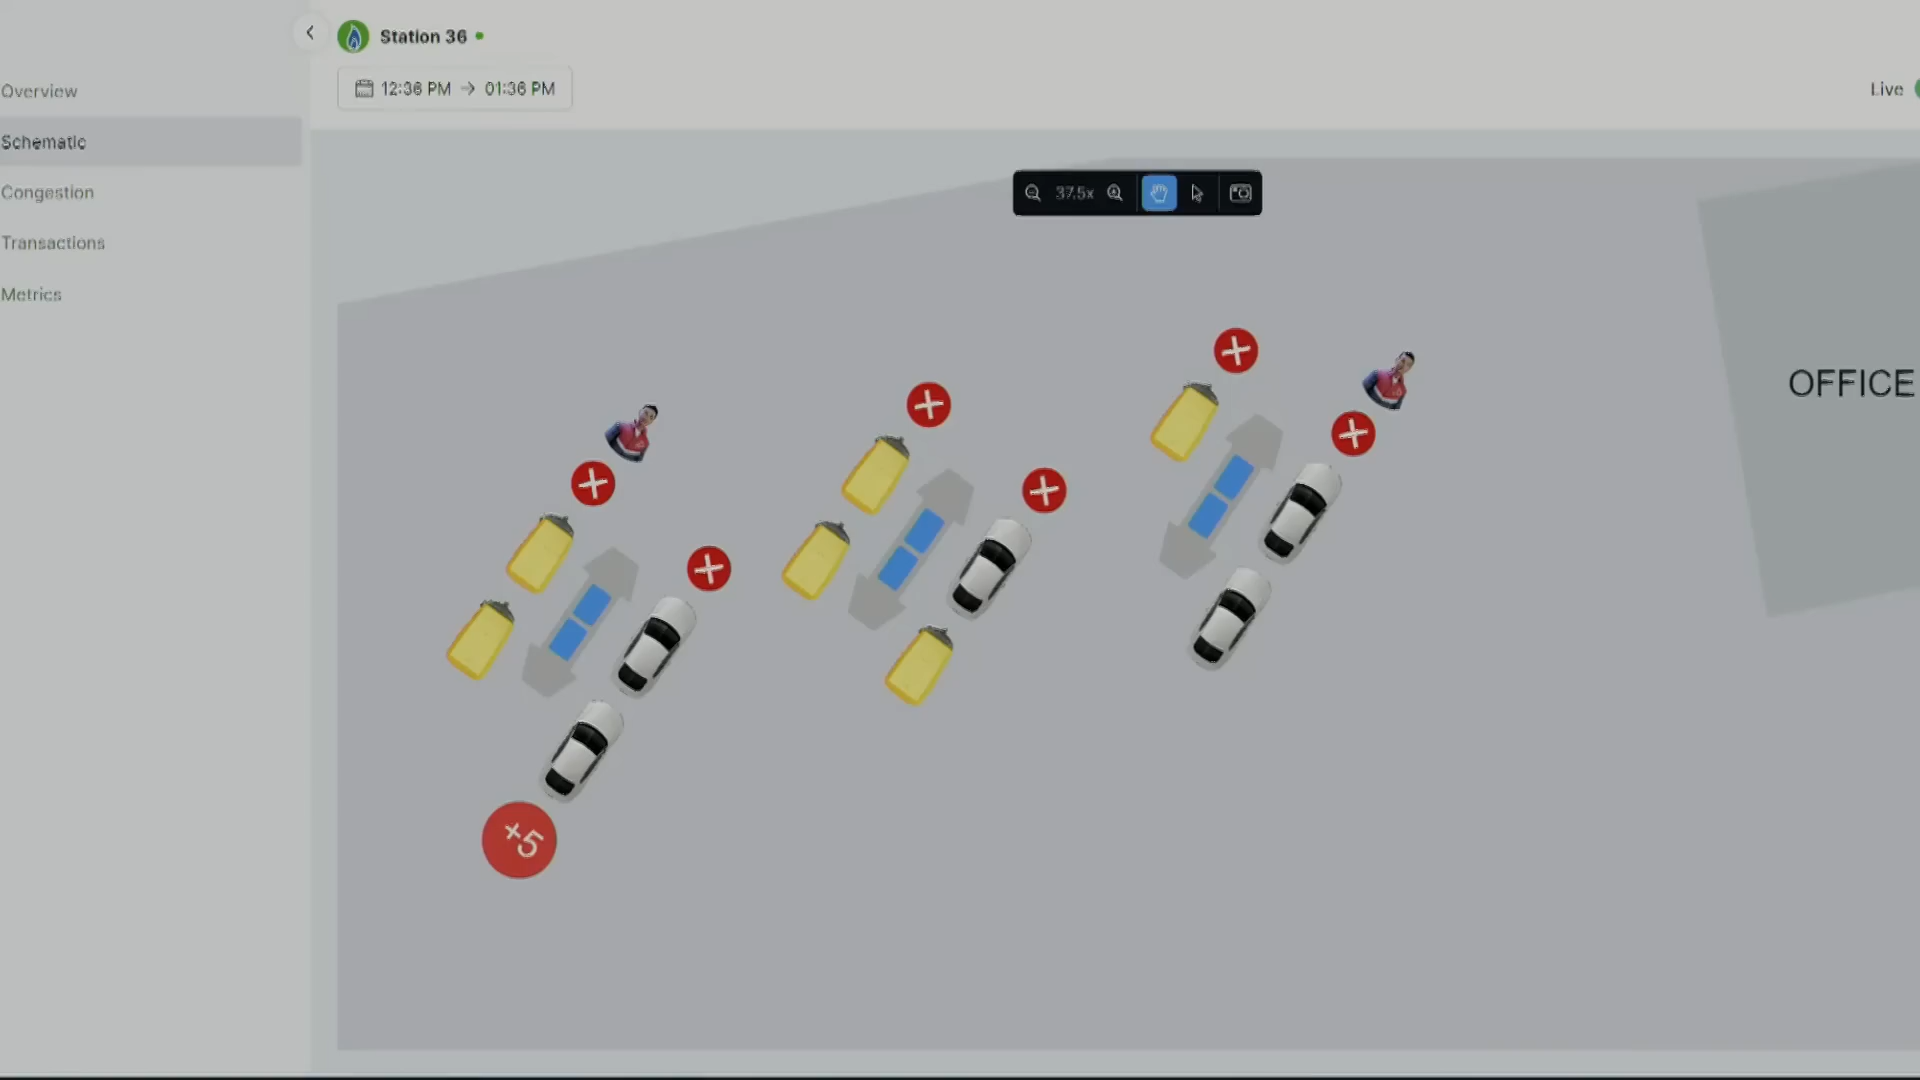 Station 36
12:36 PM → 01:36 PM
Live
Overview
Schematic
Congestion
Transactions
Metrics
37.5x
OFFICE
+5